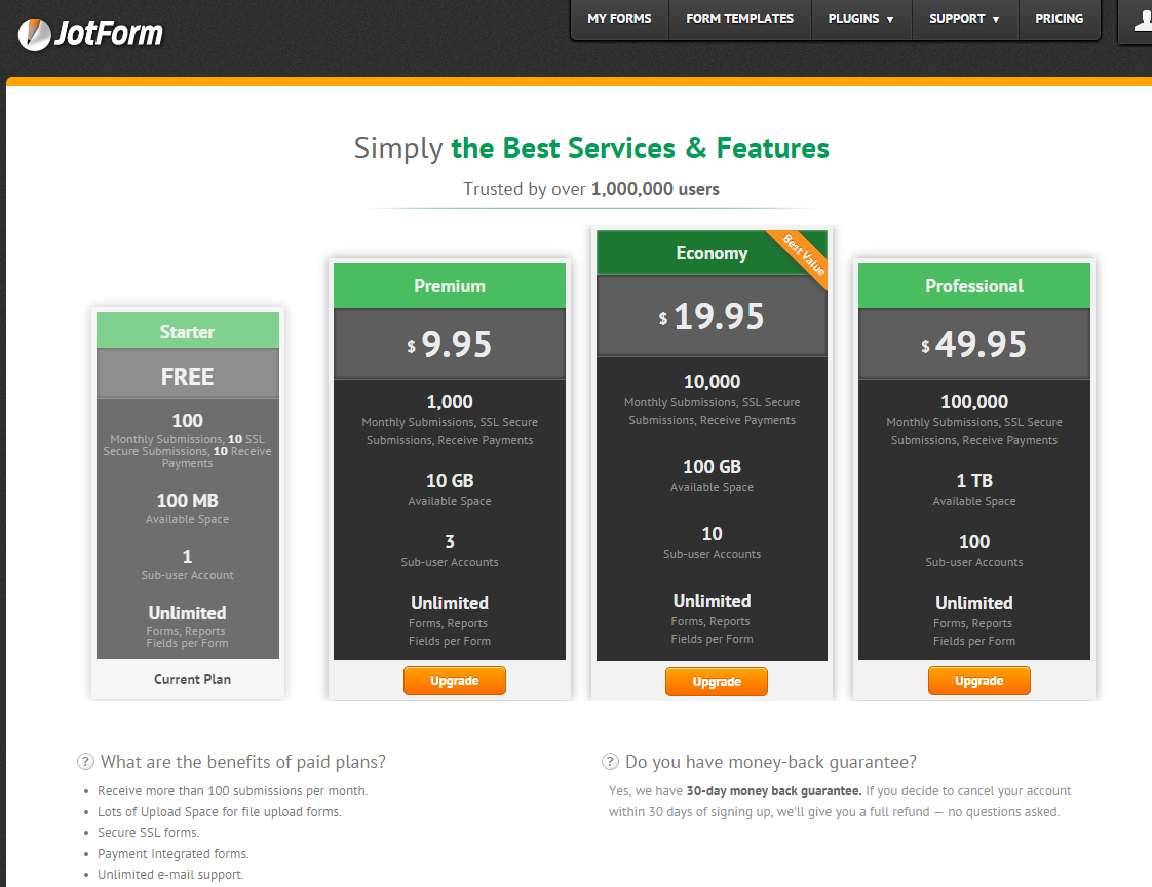 JotForm
MY FORMS
FORM TEMPLATES
PLUGINS ▼
SUPPORT ▼
PRICING
Simply the Best Services & Features
Trusted by over 1,000,000 users
Starter
FREE
100
Monthly Submissions, 10 SSL
Secure Submissions, 10 Receive
Payments
100 MB
Available Space
1
Sub-user Account
Unlimited
Forms, Reports
Fields per Form
Current Plan
Premium
$ 9.95
1,000
Monthly Submissions, SSL Secure
Submissions, Receive Payments
10 GB
Available Space
3
Sub-user Accounts
Unlimited
Forms, Reports
Fields per Form
Upgrade
Economy
Best Value
$ 19.95
10,000
Monthly Submissions, SSL Secure
Submissions, Receive Payments
100 GB
Available Space
10
Sub-user Accounts
Unlimited
Forms, Reports
Fields per Form
Upgrade
Professional
$ 49.95
100,000
Monthly Submissions, SSL Secure
Submissions, Receive Payments
1 TB
Available Space
100
Sub-user Accounts
Unlimited
Forms, Reports
Fields per Form
Upgrade
? What are the benefits of paid plans?
• Receive more than 100 submissions per month.
• Lots of Upload Space for file upload forms.
• Secure SSL forms.
• Payment Integrated forms.
• Unlimited e-mail support.
? Do you have money-back guarantee?
Yes, we have 30-day money back guarantee. If you decide to cancel your account
within 30 days of signing up, we'll give you a full refund — no questions asked.